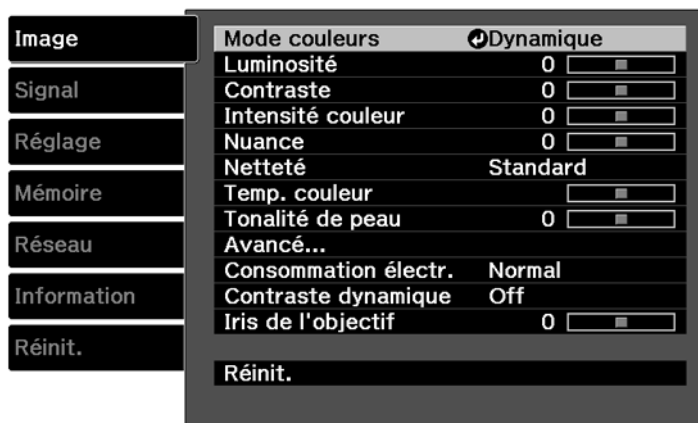 Image
Signal
Réglage
Mémoire
Réseau
Information
Réinit.
Mode couleurs Dynamique
Luminosité 0
Contraste 0
Intensité couleur 0
Nuance 0
Netteté Standard
Temp. couleur
Tonalité de peau 0
Avancé...
Consommation électr. Normal
Contraste dynamique Off
Iris de l'objectif 0
Réinit.